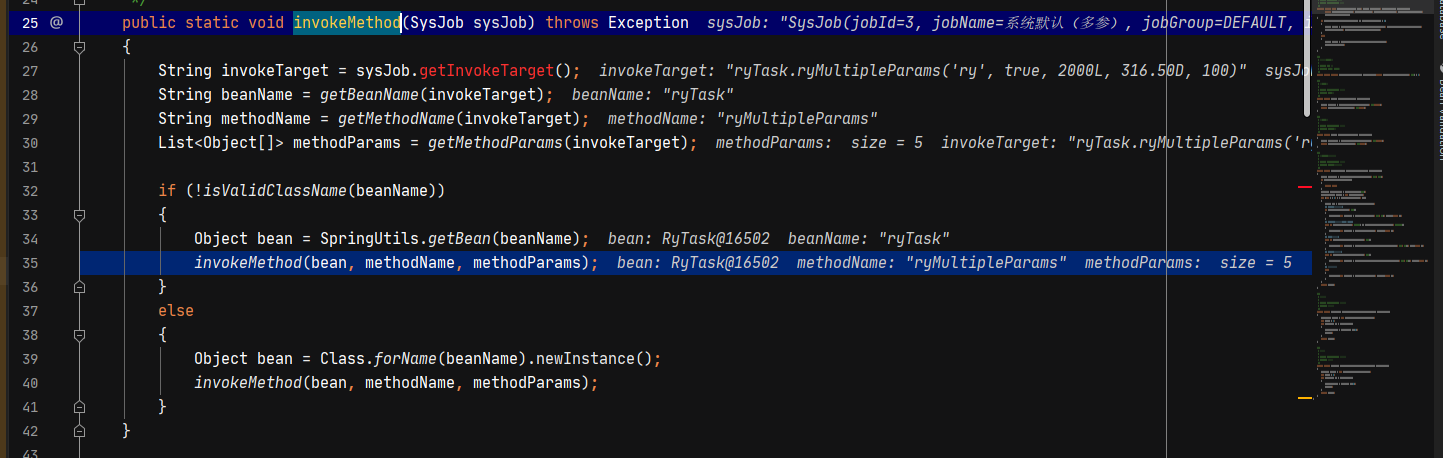 24 */
25 @ public static void invokeMethod(SysJob sysJob) throws Exception sysJob: "SysJob(jobId=3, jobName=系统默认（多参）, jobGroup=DEFAULT, i
26 {
27 String invokeTarget = sysJob.getInvokeTarget(); invokeTarget: "ryTask.ryMultipleParams('ry', true, 2000L, 316.50D, 100)" sysJo
28 String beanName = getBeanName(invokeTarget); beanName: "ryTask"
29 String methodName = getMethodName(invokeTarget); methodName: "ryMultipleParams"
30 List<Object[]> methodParams = getMethodParams(invokeTarget); methodParams: size = 5 invokeTarget: "ryTask.ryMultipleParams('ry
31
32 if (!isValidClassName(beanName))
33 {
34 Object bean = SpringUtils.getBean(beanName); bean: RyTask@16502 beanName: "ryTask"
35 invokeMethod(bean, methodName, methodParams); bean: RyTask@16502 methodName: "ryMultipleParams" methodParams: size = 5
36 }
37 else
38 {
39 Object bean = Class.forName(beanName).newInstance();
40 invokeMethod(bean, methodName, methodParams);
41 }
42 }
43